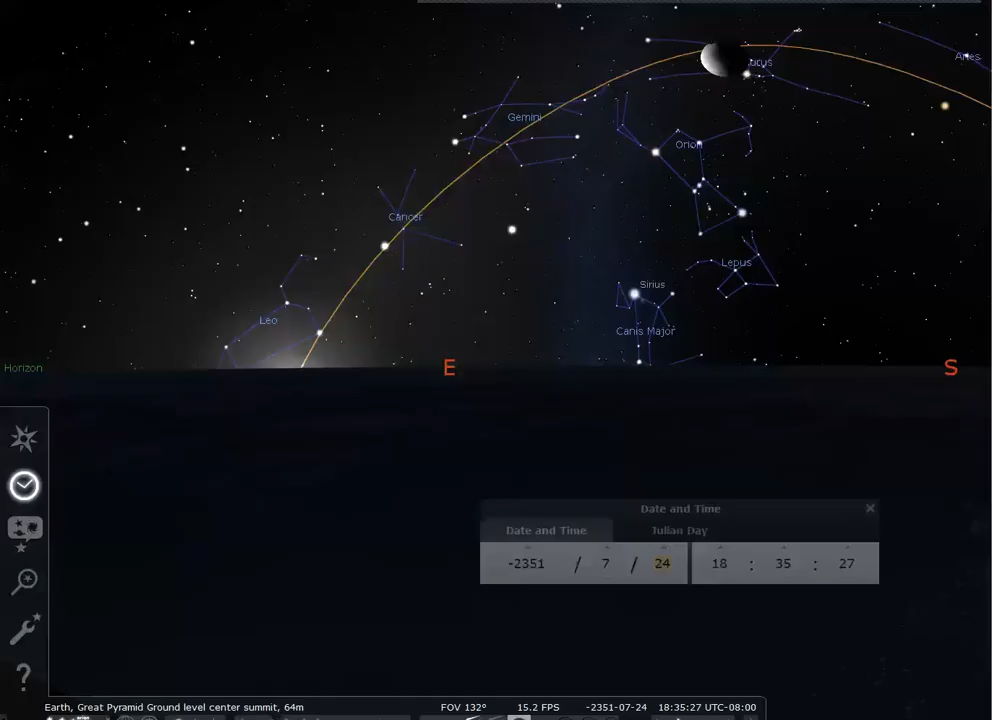 Aries
urus
Gemini
Orion
Cancer
Lepus
Sirius
Leo
Canis Major
Horizon
E
S
Date and Time
Date and Time Julian Day
-2351 / 7 / 24 18 : 35 : 27
Earth, Great Pyramid Ground level center summit, 64m FOV 132° 15.2 FPS -2351-07-24 18:35:27 UTC-08:00